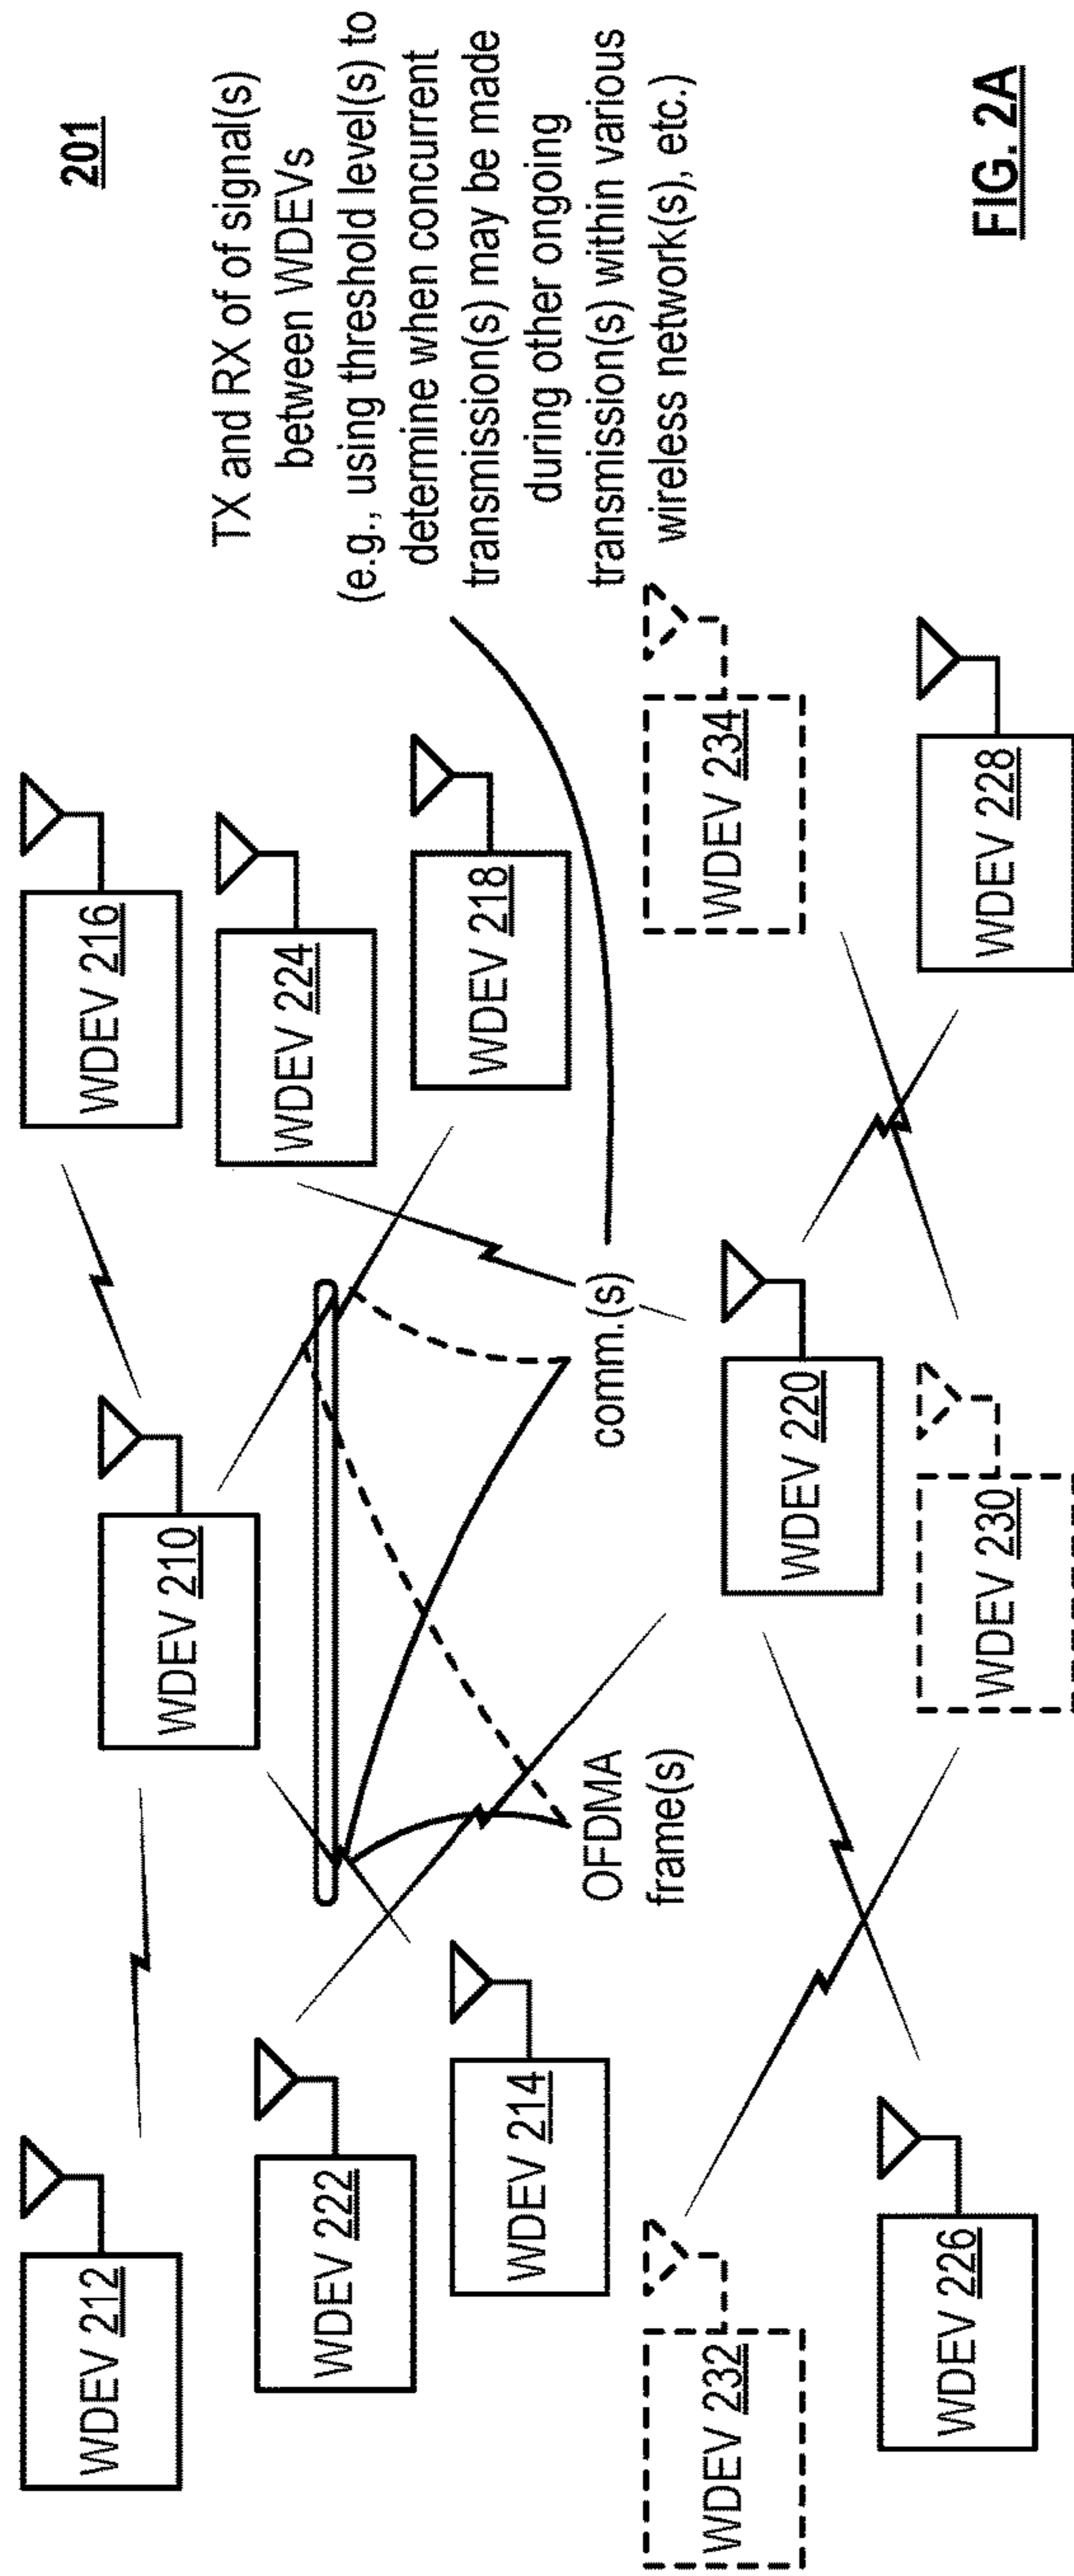 201
TX and RX of of signal(s)
between WDEVs
(e.g., using threshold level(s) to
determine when concurrent
transmission(s) may be made
during other ongoing
transmission(s) within various
wireless network(s), etc.)
WDEV 212
WDEV 210
WDEV 216
WDEV 222
WDEV 224
WDEV 214
WDEV 218
OFDMA
frame(s)
comm.(s)
WDEV 232
WDEV 220
WDEV 234
WDEV 226
WDEV 230
WDEV 228
FIG. 2A